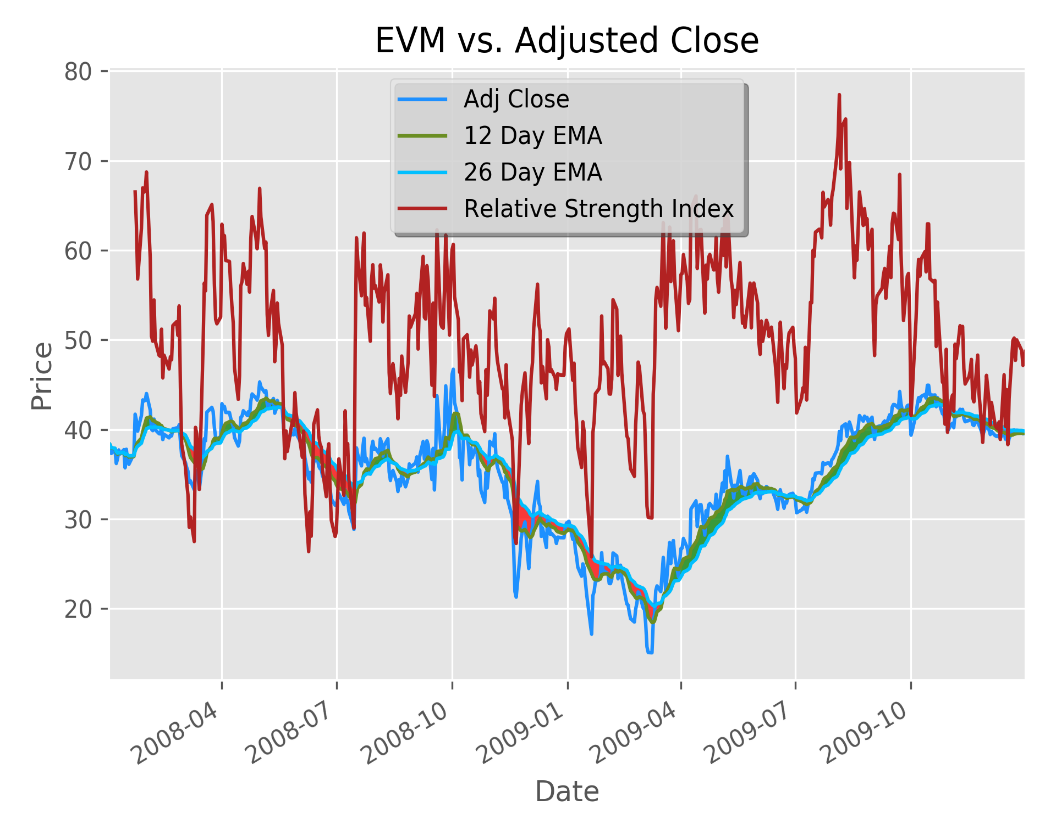 EVM vs. Adjusted Close
Adj Close
12 Day EMA
26 Day EMA
Relative Strength Index
80
70
60
50
40
30
20
Price
2008-04
2008-07
2008-10
2009-01
2009-04
2009-07
2009-10
Date